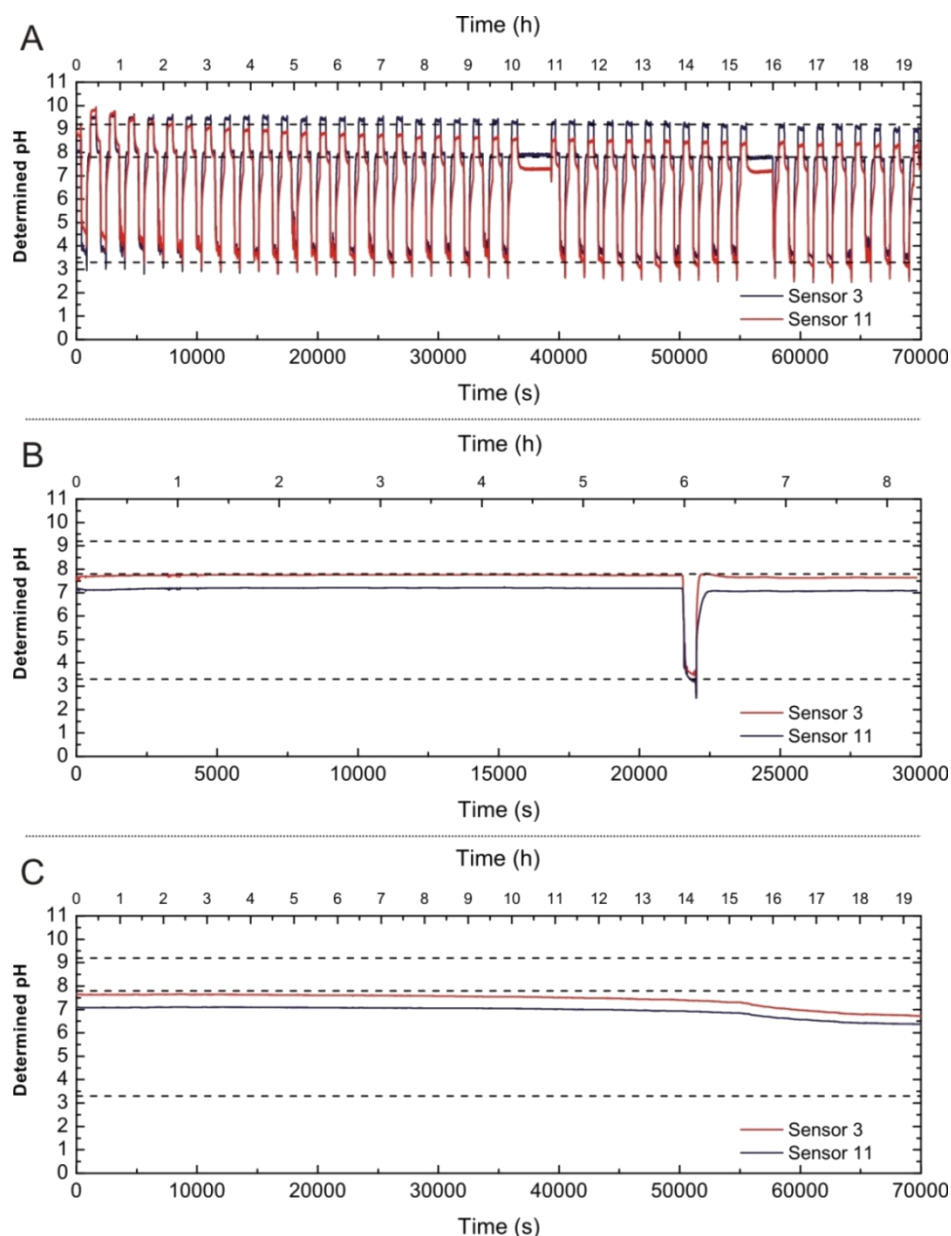 A
Time (h)
0 1 2 3 4 5 6 7 8 9 10 11 12 13 14 15 16 17 18 19
11
10
9
8
7
6
5
4
3
2
1
0
Determined pH
Sensor 3
Sensor 11
0 10000 20000 30000 40000 50000 60000 70000
Time (s)
B
Time (h)
0 1 2 3 4 5 6 7 8
11
10
9
8
7
6
5
4
3
2
1
0
Determined pH
Sensor 3
Sensor 11
0 5000 10000 15000 20000 25000 30000
Time (s)
C
Time (h)
0 1 2 3 4 5 6 7 8 9 10 11 12 13 14 15 16 17 18 19
11
10
9
8
7
6
5
4
3
2
1
0
Determined pH
Sensor 3
Sensor 11
0 10000 20000 30000 40000 50000 60000 70000
Time (s)